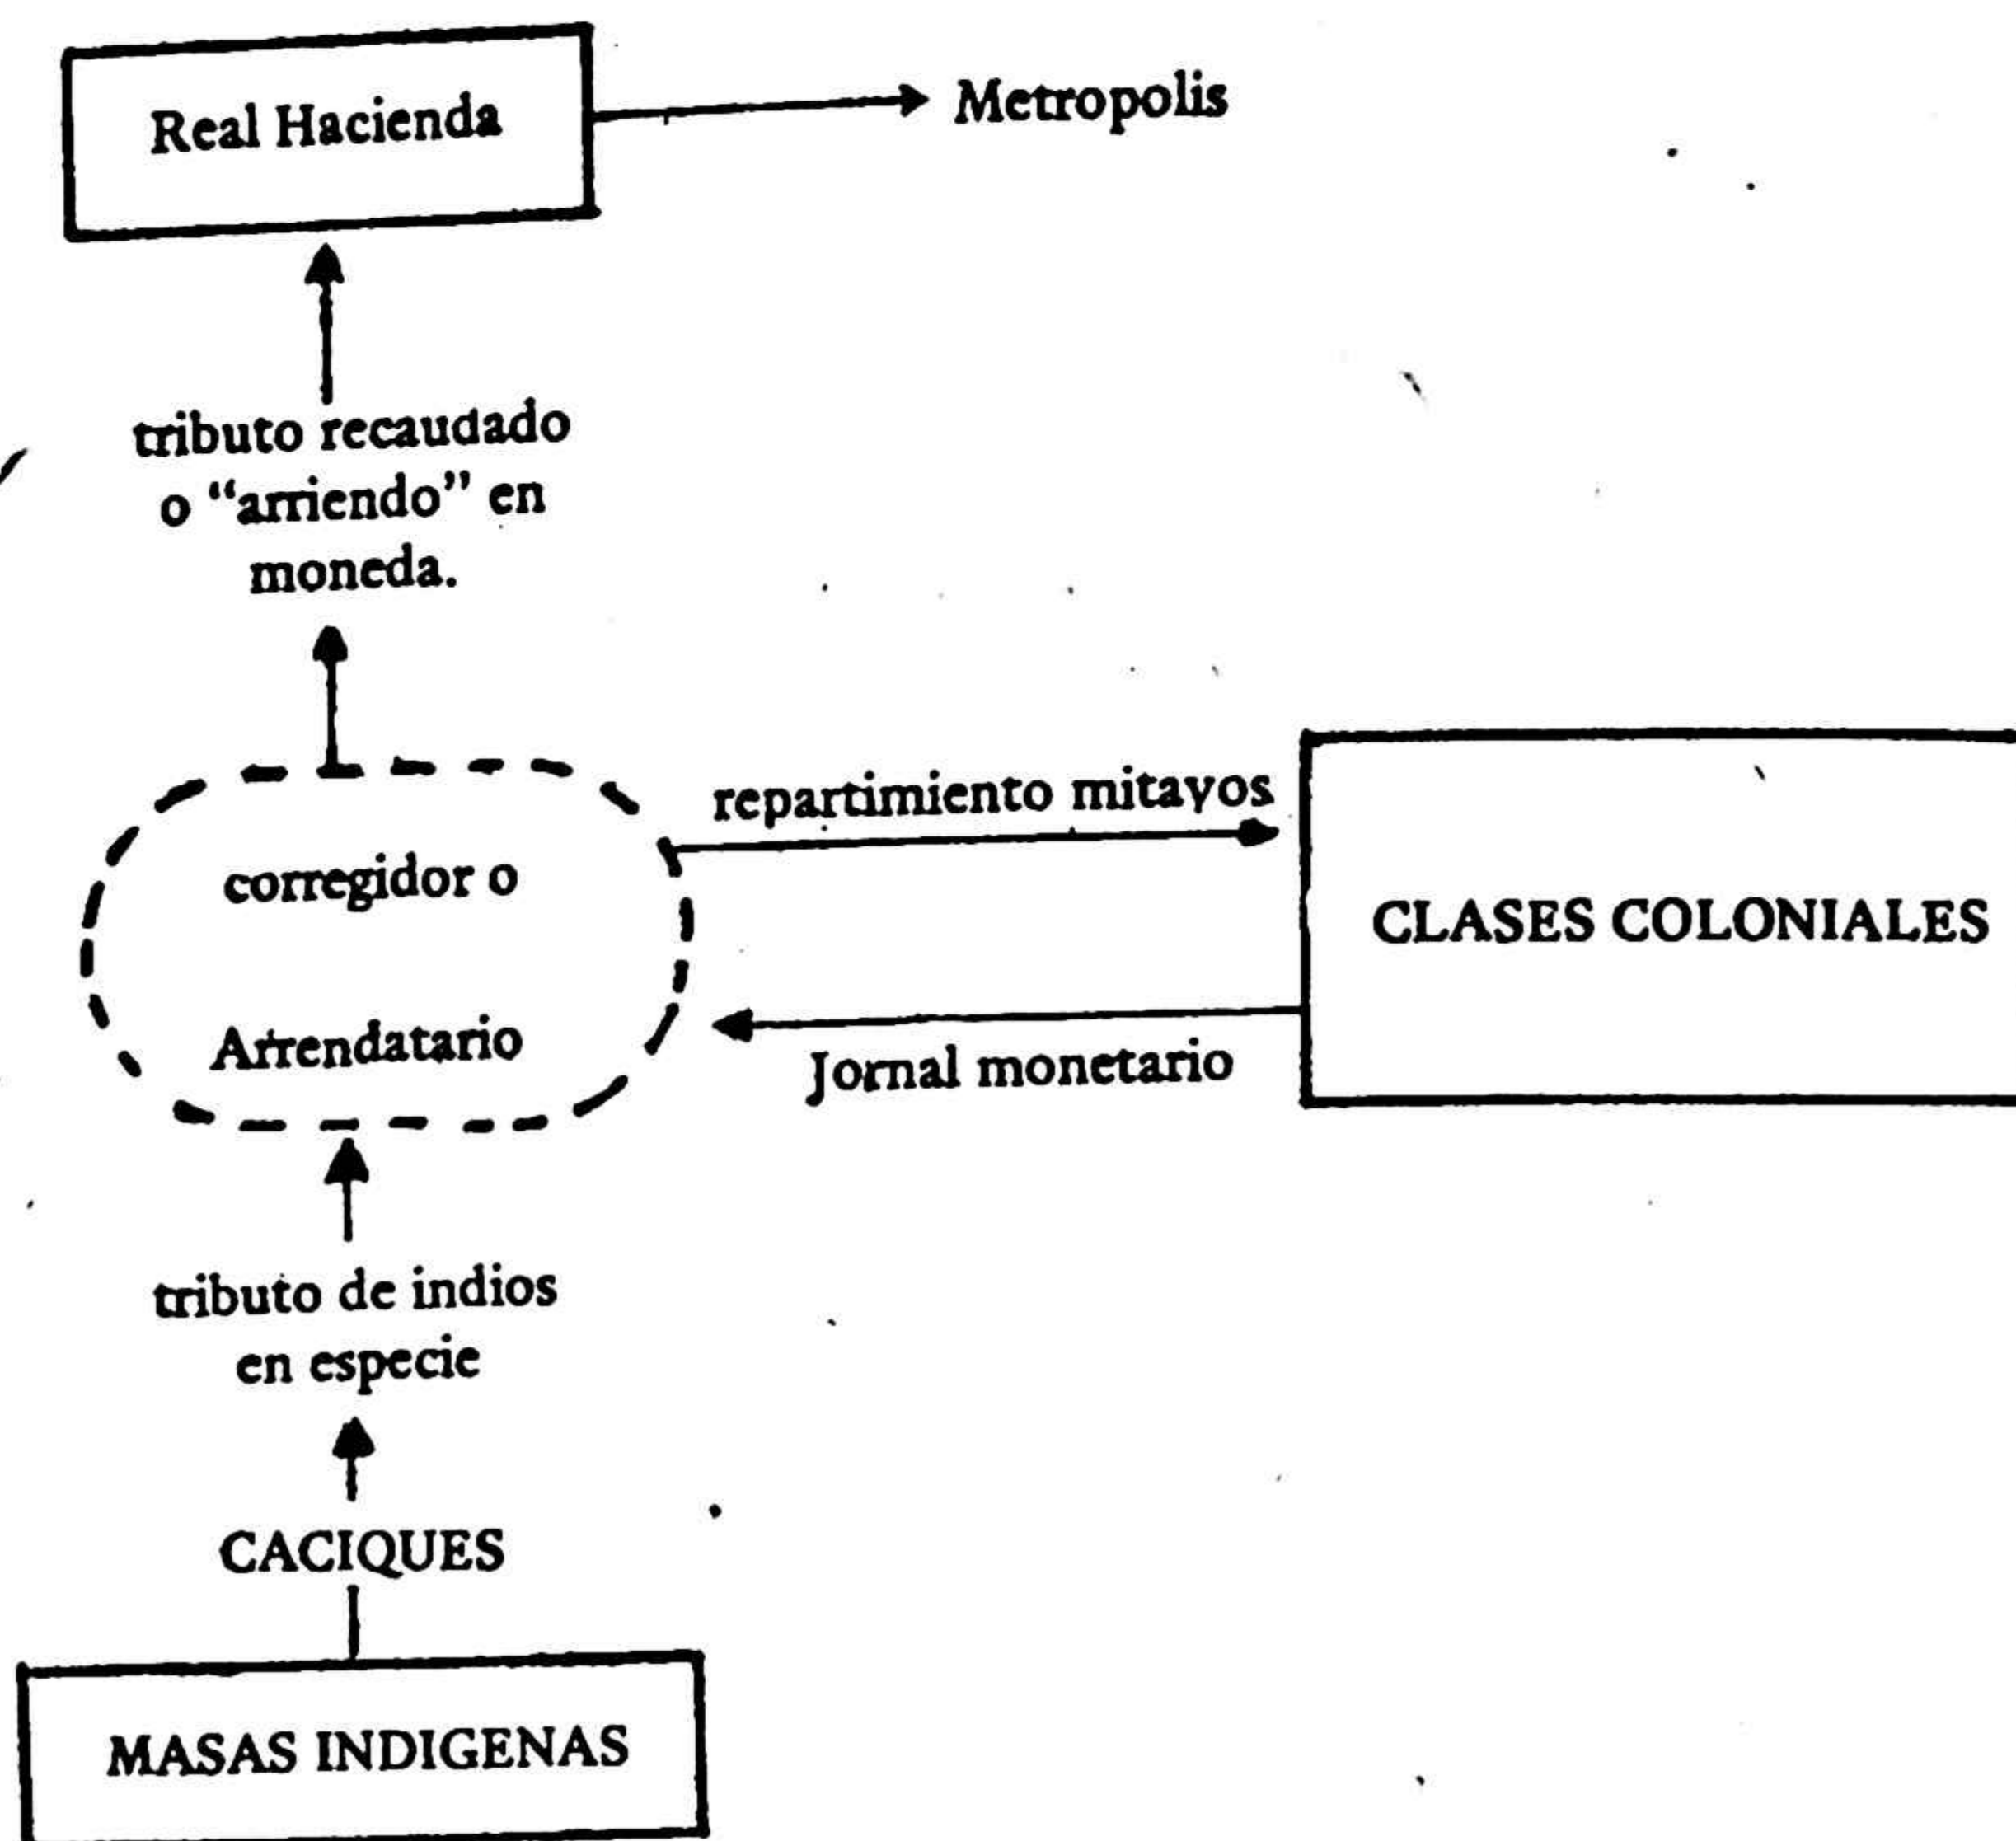 Real Hacienda
Metropolis
tributo recaudado
o “arriendo” en
moneda.
repartimiento mitayos
corregidor o
CLASES COLONIALES
Arrendatario
Jornal monetario
tributo de indios
en especie
CACIQUES
MASAS INDIGENAS